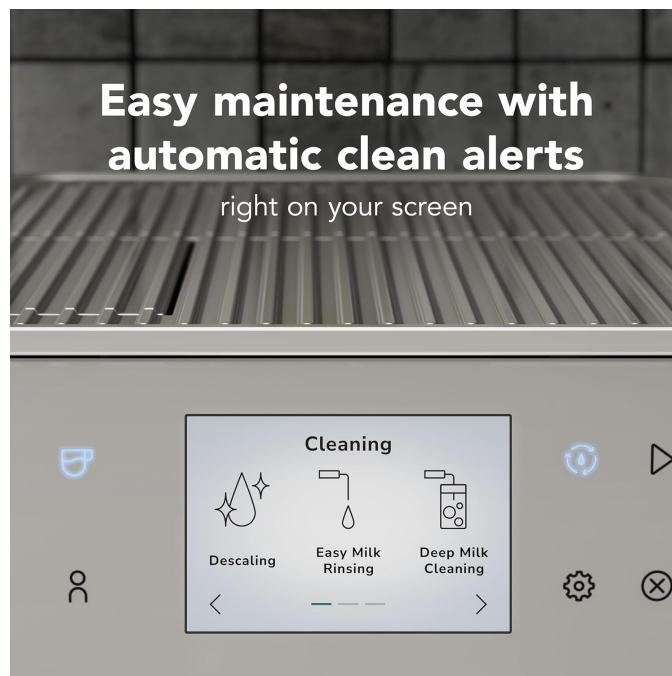 Easy maintenance with
automatic clean alerts
right on your screen
Cleaning
Descaling
Easy Milk
Rinsing
Deep Milk
Cleaning